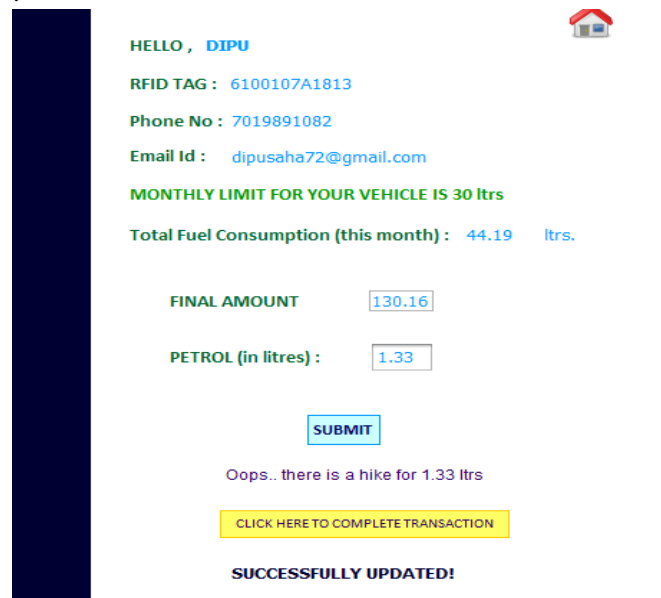 HELLO , DIPU
RFID TAG : 6100107A1813
Phone No : 7019891082
Email Id : dipusaha72@gmail.com
MONTHLY LIMIT FOR YOUR VEHICLE IS 30 ltrs
Total Fuel Consumption (this month) : 44.19 ltrs.
FINAL AMOUNT 130.16
PETROL (in litres) : 1.33
SUBMIT
Oops.. there is a hike for 1.33 ltrs
CLICK HERE TO COMPLETE TRANSACTION
SUCCESSFULLY UPDATED!